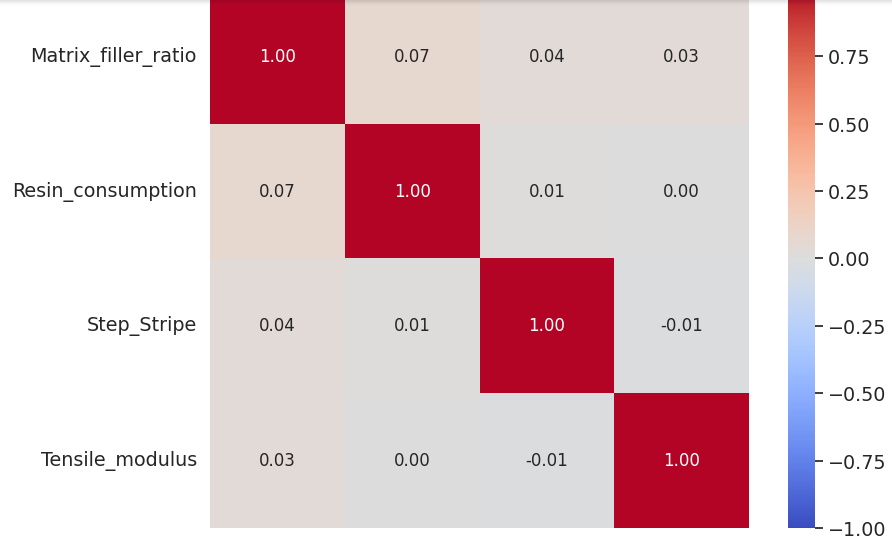 Matrix_filler_ratio 1.00 0.07 0.04 0.03
Resin_consumption 0.07 1.00 0.01 0.00
Step_Stripe 0.04 0.01 1.00 -0.01
Tensile_modulus 0.03 0.00 -0.01 1.00
0.75
0.50
0.25
0.00
−0.25
−0.50
−0.75
−1.00